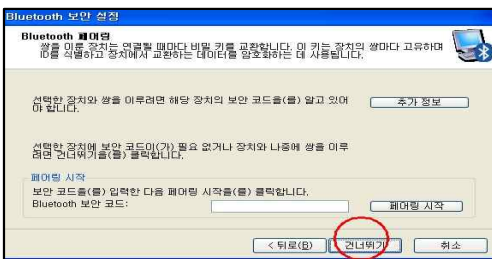 Bluetooth 보안 설정
Bluetooth 페어링
쌍을 이룬 장치는 연결될 때마다 비밀 키를 교환합니다. 이 키는 장치의 쌍마다 고유하며
ID를 식별하고 장치에서 교환하는 데이터를 암호화하는 데 사용됩니다.
선택한 장치와 쌍을 이루려면 해당 장치의 보안 코드을(를) 알고 있어
야 합니다.
추가 정보
선택한 장치에 보안 코드이(가) 필요 없거나 장치와 나중에 쌍을 이루
려면 건너뛰기을(를) 클릭합니다.
페어링 시작
보안 코드을(를) 입력한 다음 페어링 시작을(를) 클릭합니다.
Bluetooth 보안 코드:
페어링 시작
< 뒤로(B)
건너뛰기
취소